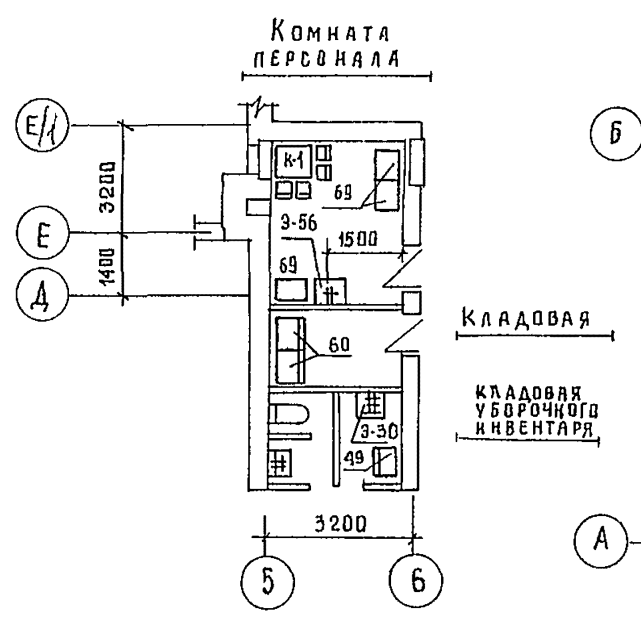 Комната
персонала
Е/1
Б
К-1
3200
69
Э-56
Е
1500
1400
69
Д
Кладовая
60
кладовая
уборочного
инвентаря
Э-30
49
3200
А
5
6